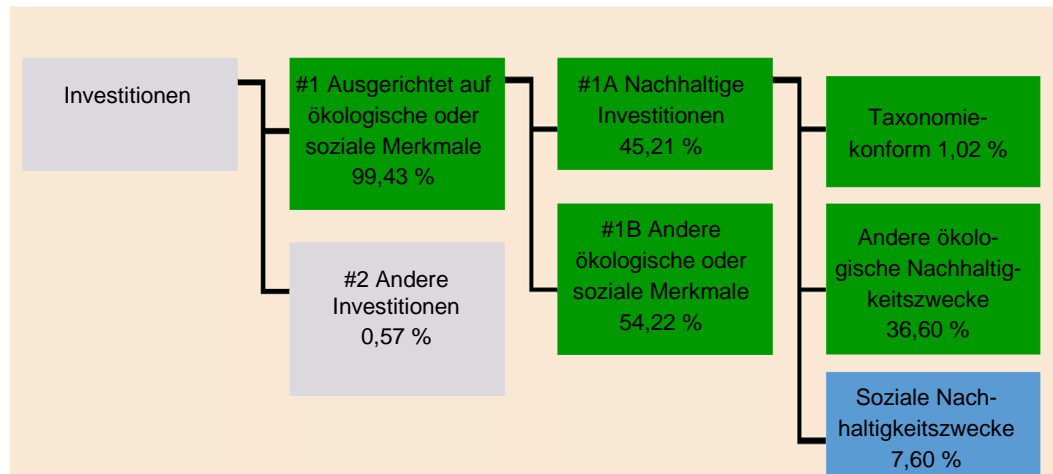 Investitionen
#1 Ausgerichtet auf
ökologische oder
soziale Merkmale
99,43 %
#2 Andere
Investitionen
0,57 %
#1A Nachhaltige
Investitionen
45,21 %
#1B Andere
ökologische oder
soziale Merkmale
54,22 %
Taxonomie-
konform 1,02 %
Andere ökolo-
gische Nachhaltig-
keitszwecke
36,60 %
Soziale Nach-
haltigkeitszwecke
7,60 %